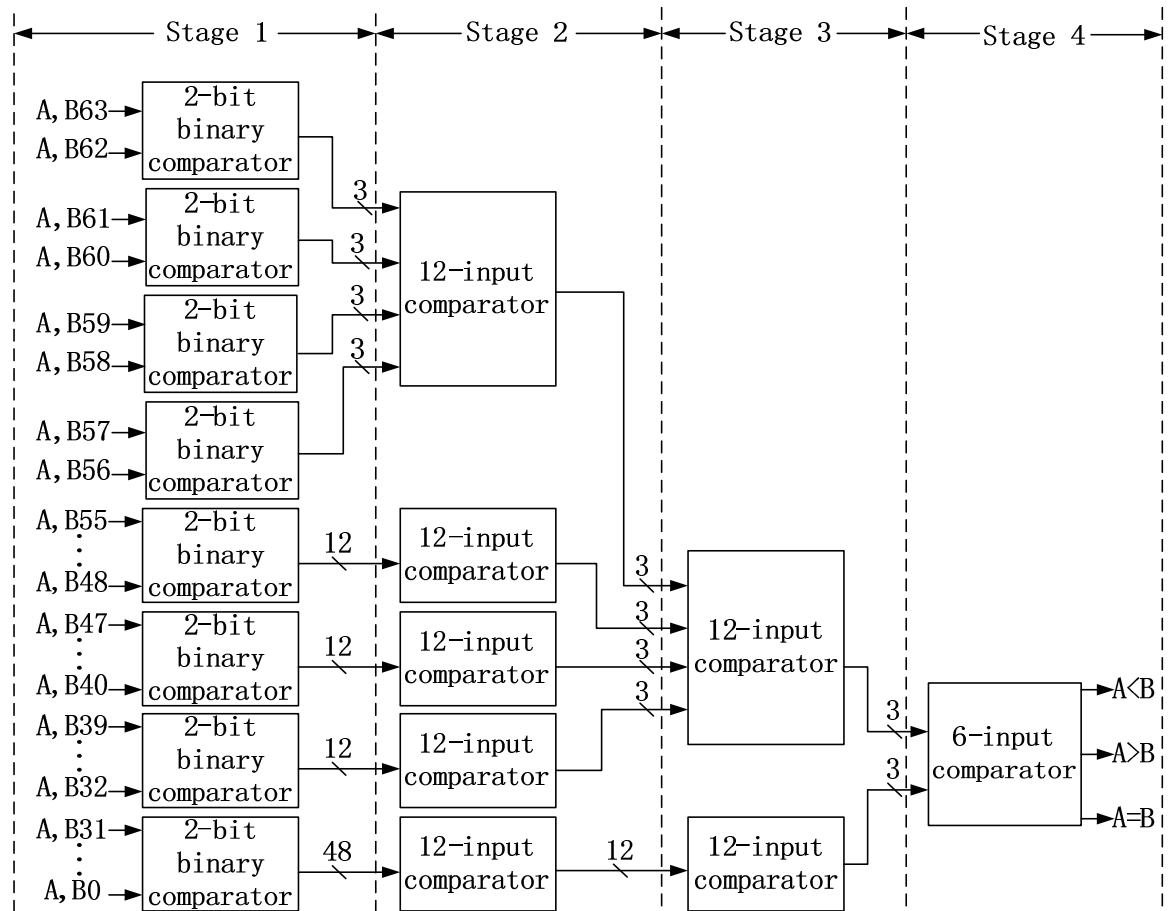 Stage 1
Stage 2
Stage 3
Stage 4
A,B63
A,B62
2-bit
binary
comparator
3
A,B61
A,B60
2-bit
binary
comparator
3
A,B59
A,B58
2-bit
binary
comparator
3
A,B57
A,B56
2-bit
binary
comparator
3
12-input
comparator
A,B55
A,B48
2-bit
binary
comparator
12
12-input
comparator
3
3
A,B47
A,B40
2-bit
binary
comparator
12
12-input
comparator
3
A,B39
A,B32
2-bit
binary
comparator
12
12-input
comparator
3
12-input
comparator
3
A,B31
A,B0
2-bit
binary
comparator
48
12-input
comparator
12
12-input
comparator
3
6-input
comparator
A<B
A>B
A=B